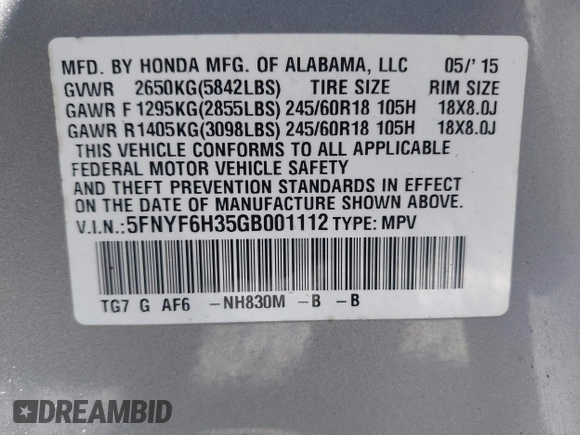 MFD. BY HONDA MFG. OF ALABAMA, LLC 05/'15
GVWR 2650KG(5842LBS) TIRE SIZE RIM SIZE
GAWR F 1295KG(2855LBS) 245/60R18 105H 18X8.0J
GAWR R 1405KG(3098LBS) 245/60R18 105H 18X8.0J
THIS VEHICLE CONFORMS TO ALL APPLICABLE
FEDERAL MOTOR VEHICLE SAFETY
AND THEFT PREVENTION STANDARDS IN EFFECT
ON THE DATE OF MANUFACTURE SHOWN ABOVE.
V.I.N.:5FNYF6H35GB001112 TYPE: MPV
TG7 G AF6 -NH830M -B -B
DREAMBID